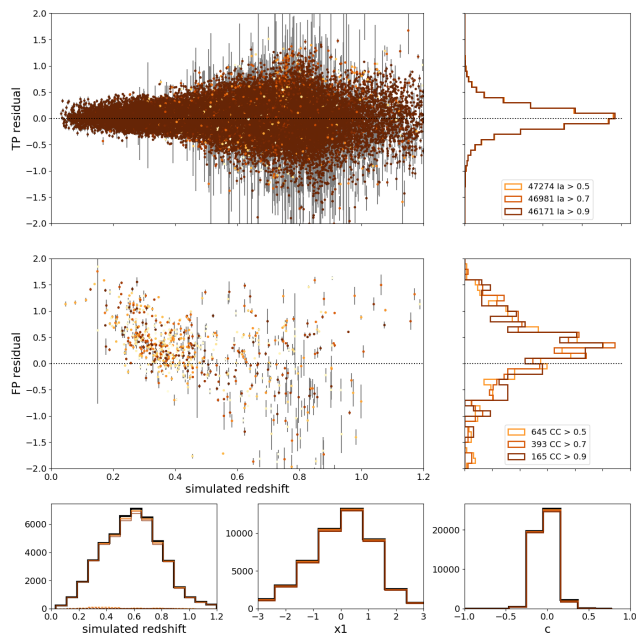 2.0
1.5
1.0
0.5
0.0
−0.5
−1.0
−1.5
−2.0
TP residual
47274 Ia > 0.5
46981 Ia > 0.7
46171 Ia > 0.9
2.0
1.5
1.0
0.5
0.0
−0.5
−1.0
−1.5
−2.0
FP residual
0.0 0.2 0.4 0.6 0.8 1.0 1.2
simulated redshift
645 CC > 0.5
393 CC > 0.7
165 CC > 0.9
6000
4000
2000
0
0.0 0.2 0.4 0.6 0.8 1.0 1.2
simulated redshift
10000
5000
0
−3 −2 −1 0 1 2 3
x1
20000
10000
0
−1.0 −0.5 0.0 0.5 1.0
c